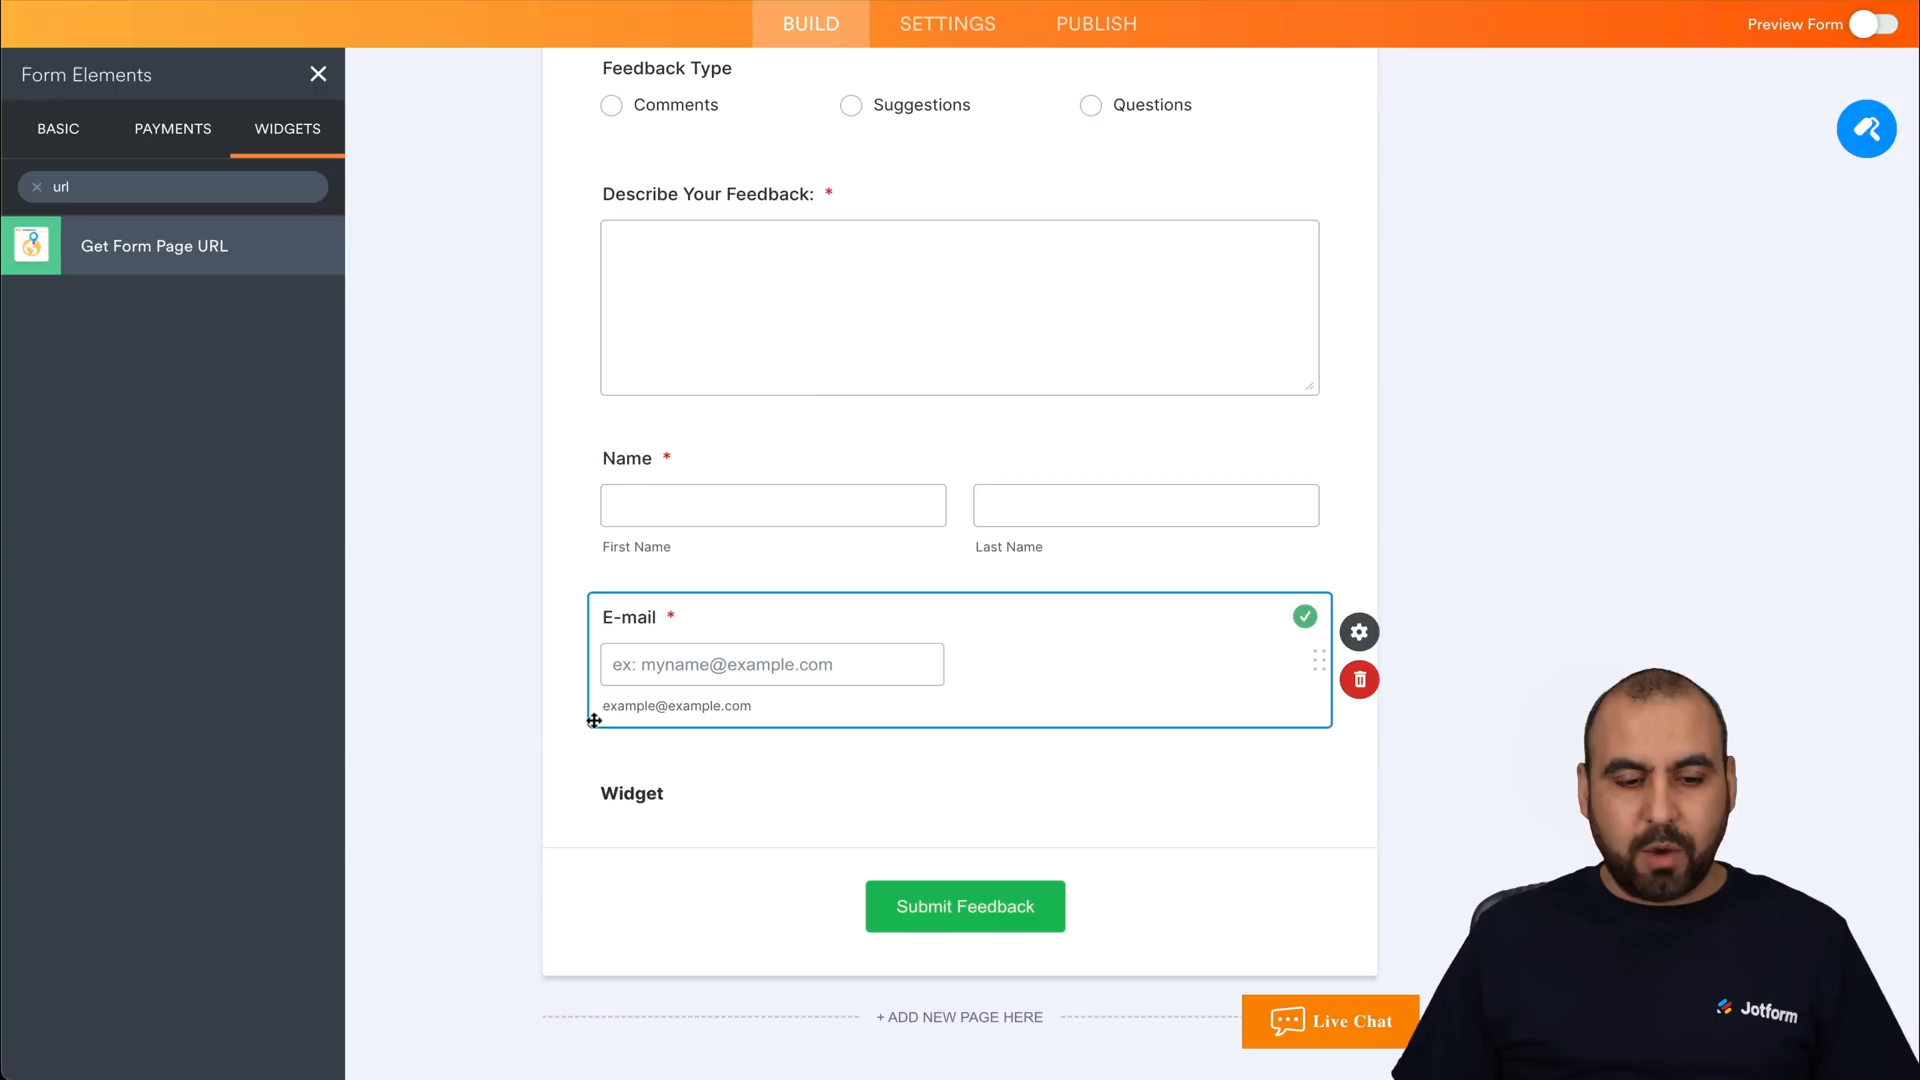 BUILD
SETTINGS
PUBLISH
Preview Form
Form Elements
BASIC
PAYMENTS
WIDGETS
url
Get Form Page URL
Feedback Type
Comments
Suggestions
Questions
Describe Your Feedback: *
Name *
First Name
Last Name
E-mail *
ex: myname@example.com
example@example.com
Widget
Submit Feedback
+ ADD NEW PAGE HERE
Live Chat
Jotform